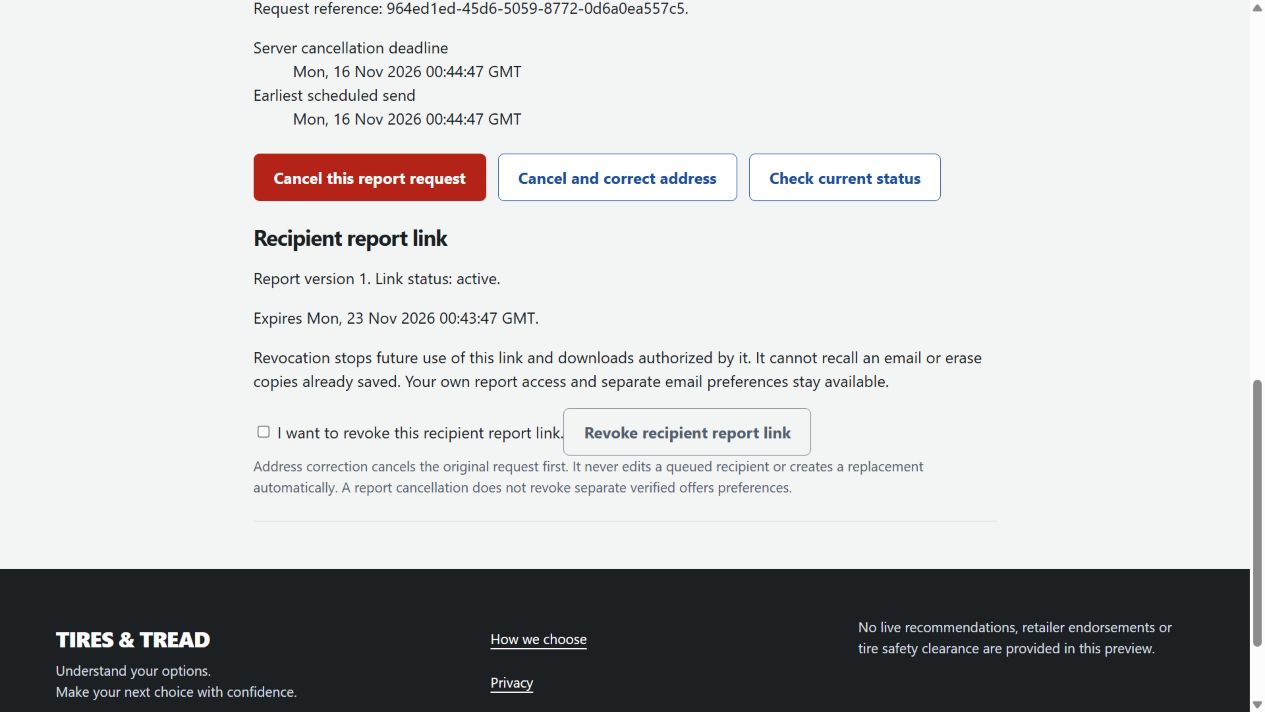 Request reference: 964ed1ed-45d6-5059-8772-0d6a0ea557c5.
Server cancellation deadline
Mon, 16 Nov 2026 00:44:47 GMT
Earliest scheduled send
Mon, 16 Nov 2026 00:44:47 GMT
Cancel this report request
Cancel and correct address
Check current status
Recipient report link
Report version 1. Link status: active.
Expires Mon, 23 Nov 2026 00:43:47 GMT.
Revocation stops future use of this link and downloads authorized by it. It cannot recall an email or erase
copies already saved. Your own report access and separate email preferences stay available.
I want to revoke this recipient report link.
Revoke recipient report link
Address correction cancels the original request first. It never edits a queued recipient or creates a replacement
automatically. A report cancellation does not revoke separate verified offers preferences.
TIRES & TREAD
Understand your options.
Make your next choice with confidence.
How we choose
Privacy
No live recommendations, retailer endorsements or
tire safety clearance are provided in this preview.